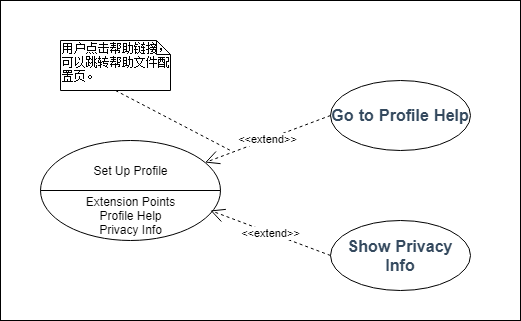 用户点击帮助链接，
可以跳转帮助文件配
置页。
Go to Profile Help
<<extend>>
Set Up Profile
Extension Points
Profile Help
Privacy Info
<<extend>>
Show Privacy
Info